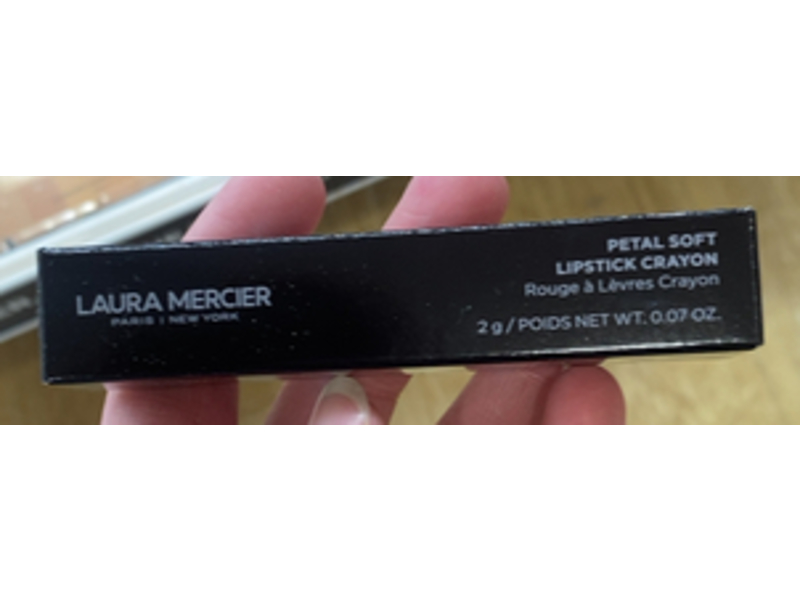 LAURA MERCIER
PARIS | NEW YORK
PETAL SOFT
LIPSTICK CRAYON
Rouge à Lèvres Crayon
2 g / POIDS NET WT. 0.07 OZ.